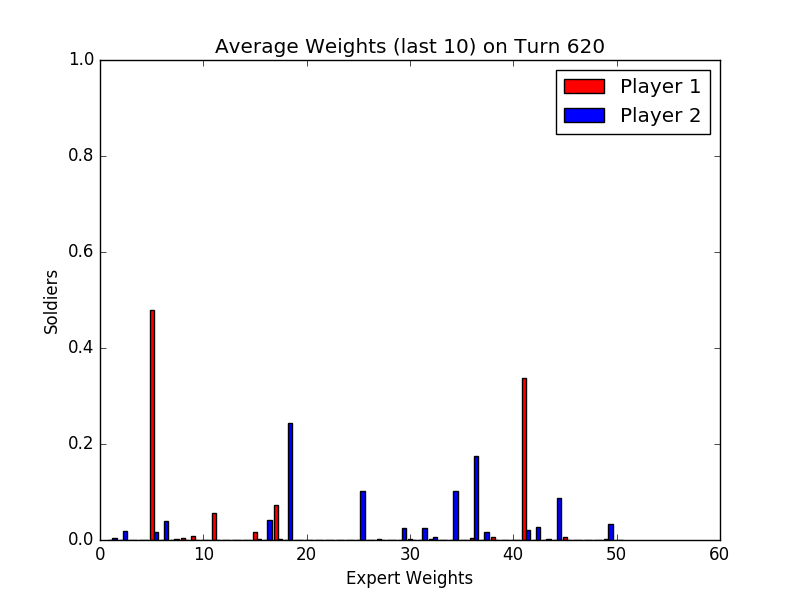 Average Weights (last 10) on Turn 620
1.0
Player 1
Player 2
0.8
0.6
Soldiers
0.4
0.2
0.0
0 10 20 30 40 50 60
Expert Weights